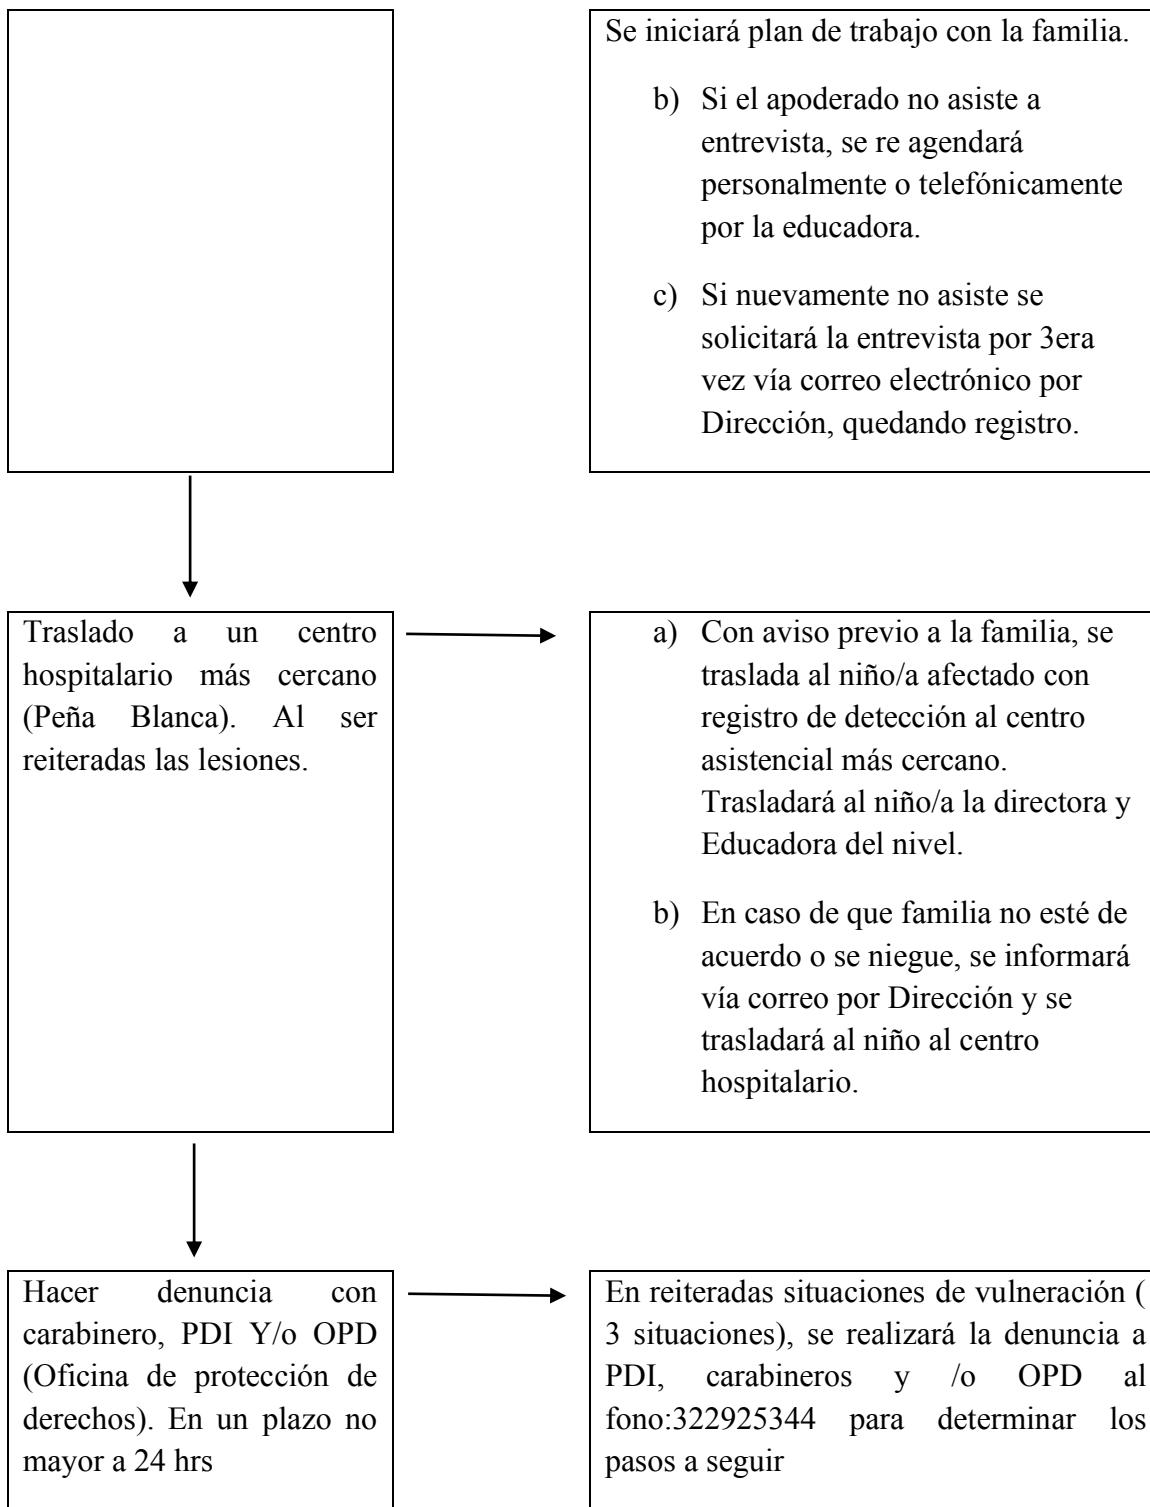 Se iniciará plan de trabajo con la familia.
b) Si el apoderado no asiste a
entrevista, se re agendará
personalmente o telefónicamente
por la educadora.
c) Si nuevamente no asiste se
solicitará la entrevista por 3era
vez vía correo electrónico por
Dirección, quedando registro.
Traslado a un centro
hospitalario más cercano
(Peña Blanca). Al ser
reiteradas las lesiones.
a) Con aviso previo a la familia, se
traslada al niño/a afectado con
registro de detección al centro
asistencial más cercano.
Trasladará al niño/a la directora y
Educadora del nivel.
b) En caso de que familia no esté de
acuerdo o se niegue, se informará
vía correo por Dirección y se
trasladará al niño al centro
hospitalario.
Hacer denuncia con
carabinero, PDI Y/o OPD
(Oficina de protección de
derechos). En un plazo no
mayor a 24 hrs
En reiteradas situaciones de vulneración (
3 situaciones), se realizará la denuncia a
PDI, carabineros y /o OPD al
fono:322925344 para determinar los
pasos a seguir